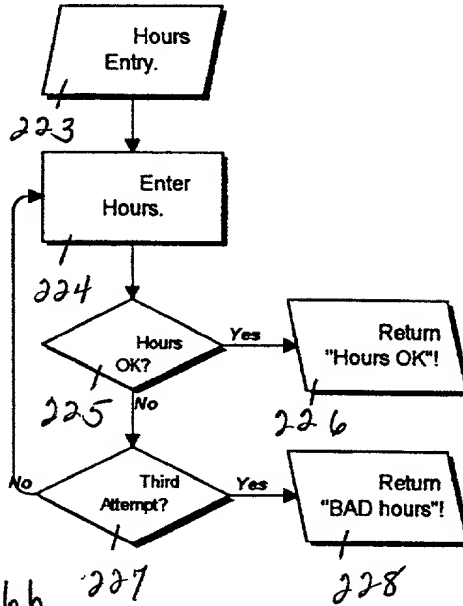 Hours
Entry.
223
Enter
Hours.
224
Hours
OK?
Yes
Return
"Hours OK"!
225
No
226
No
Third
Attempt?
Yes
Return
"BAD hours"!
227
228